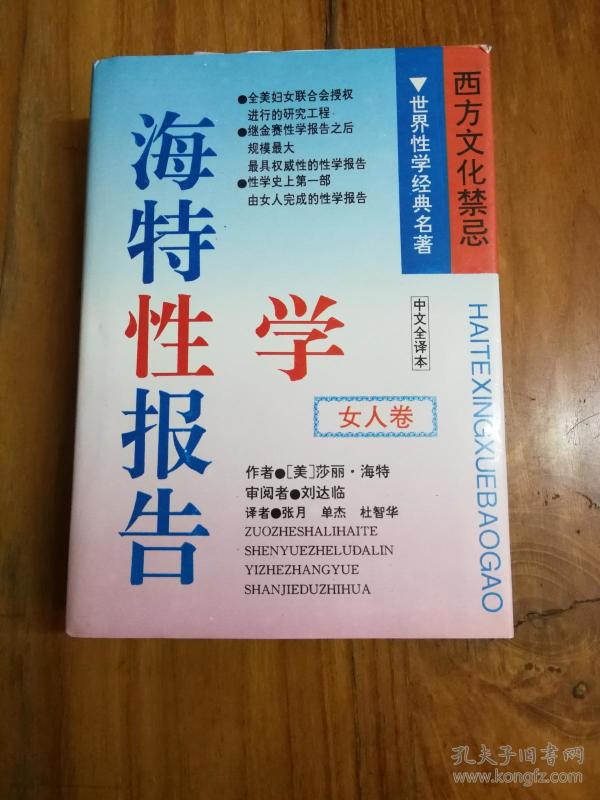 西方文化禁忌
▼世界性学经典名著
●全美妇女联合会授权
进行的研究工程
●继金赛性学报告之后
规模最大
最具权威性的性学报告
●性学史上第一部
由女人完成的性学报告
海特性学报告
中文全译本
女人卷
HAITEXINGXUEBAOGAO
作者●[美]莎丽·海特
审阅者●刘达临
译者●张月 单杰 杜智华
ZUOZHESHALIHAITE
SHENYUEZHELUDALIN
YIZHEZHANGYUE
SHANJIEDUZHIHUA
孔夫子旧书网
www.kongfz.com